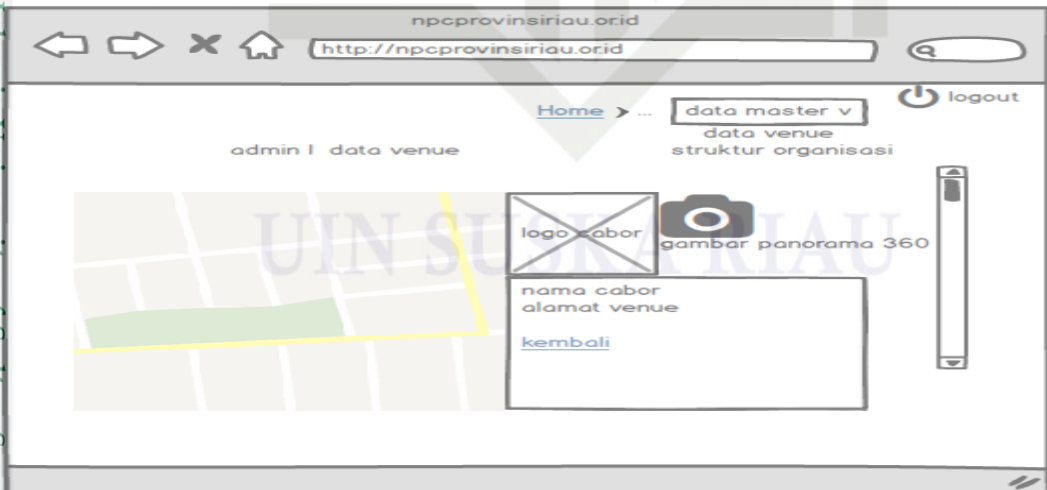 npcprovinsiriau.or.id
http://npcprovinsiriau.or.id
logout
Home > ... data master v
data venue
struktur organisasi
admin | data venue
UIN SUSKA RIAU
logo cabor
gambar panorama 360
nama cabor
alamat venue
kembali